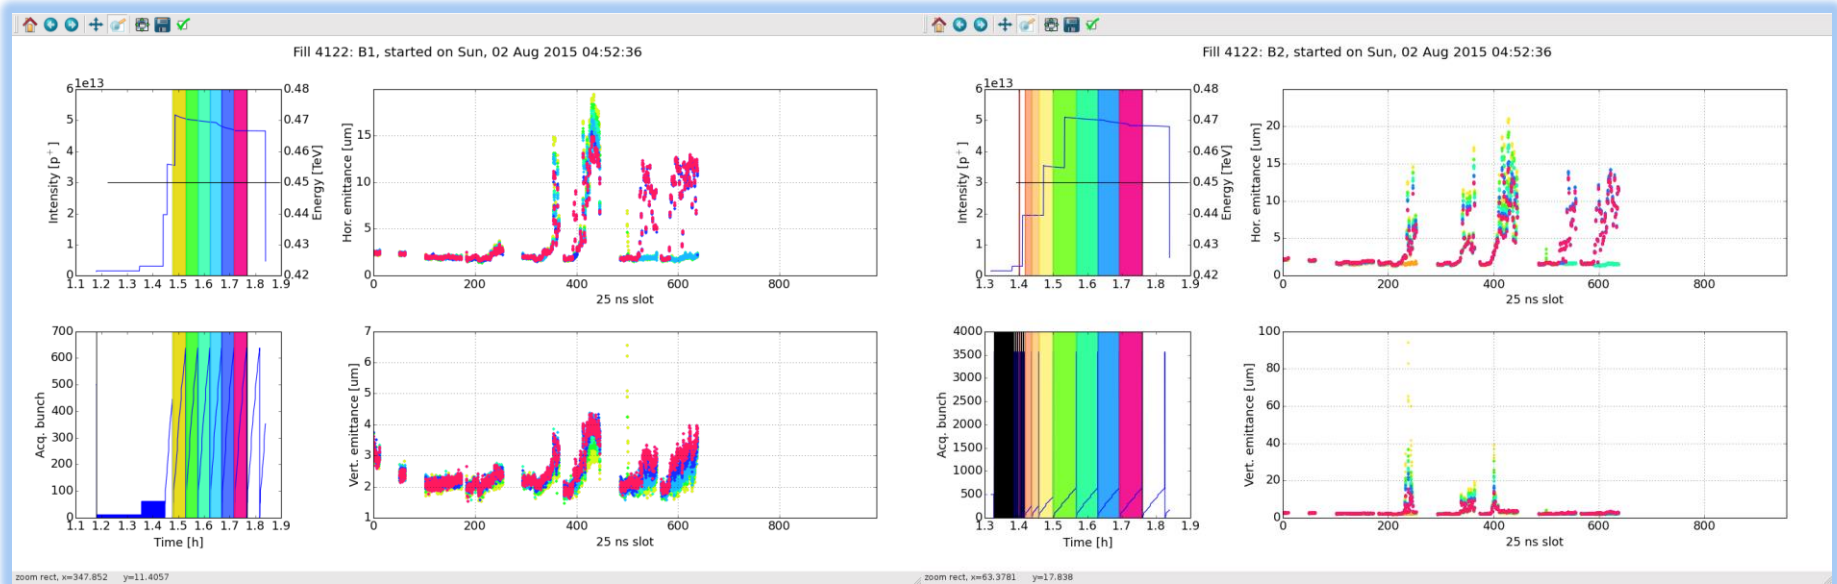 Fill 4122: B1, started on Sun, 02 Aug 2015 04:52:36
1e13
Intensity [p+]
6
5
4
3
2
1
0
0.48
0.47
0.46
0.45
0.44
0.43
0.42
Energy [TeV]
1.1 1.2 1.3 1.4 1.5 1.6 1.7 1.8 1.9
Hor. emittance [um]
15
10
5
0
0 200 400 600 800
25 ns slot
Acq. bunch
700
600
500
400
300
200
100
0
1.1 1.2 1.3 1.4 1.5 1.6 1.7 1.8 1.9
Time [h]
Vert. emittance [um]
7
6
5
4
3
2
1
0 200 400 600 800
25 ns slot
zoom rect, x=347.852 y=11.4057
Fill 4122: B2, started on Sun, 02 Aug 2015 04:52:36
1e13
Intensity [p+]
6
5
4
3
2
1
0
0.48
0.47
0.46
0.45
0.44
0.43
0.42
Energy [TeV]
1.3 1.4 1.5 1.6 1.7 1.8 1.9
Hor. emittance [um]
20
15
10
5
0
0 200 400 600 800
25 ns slot
Acq. bunch
4000
3500
3000
2500
2000
1500
1000
500
0
1.3 1.4 1.5 1.6 1.7 1.8 1.9
Time [h]
Vert. emittance [um]
100
80
60
40
20
0
0 200 400 600 800
25 ns slot
zoom rect, x=63.3781 y=17.838